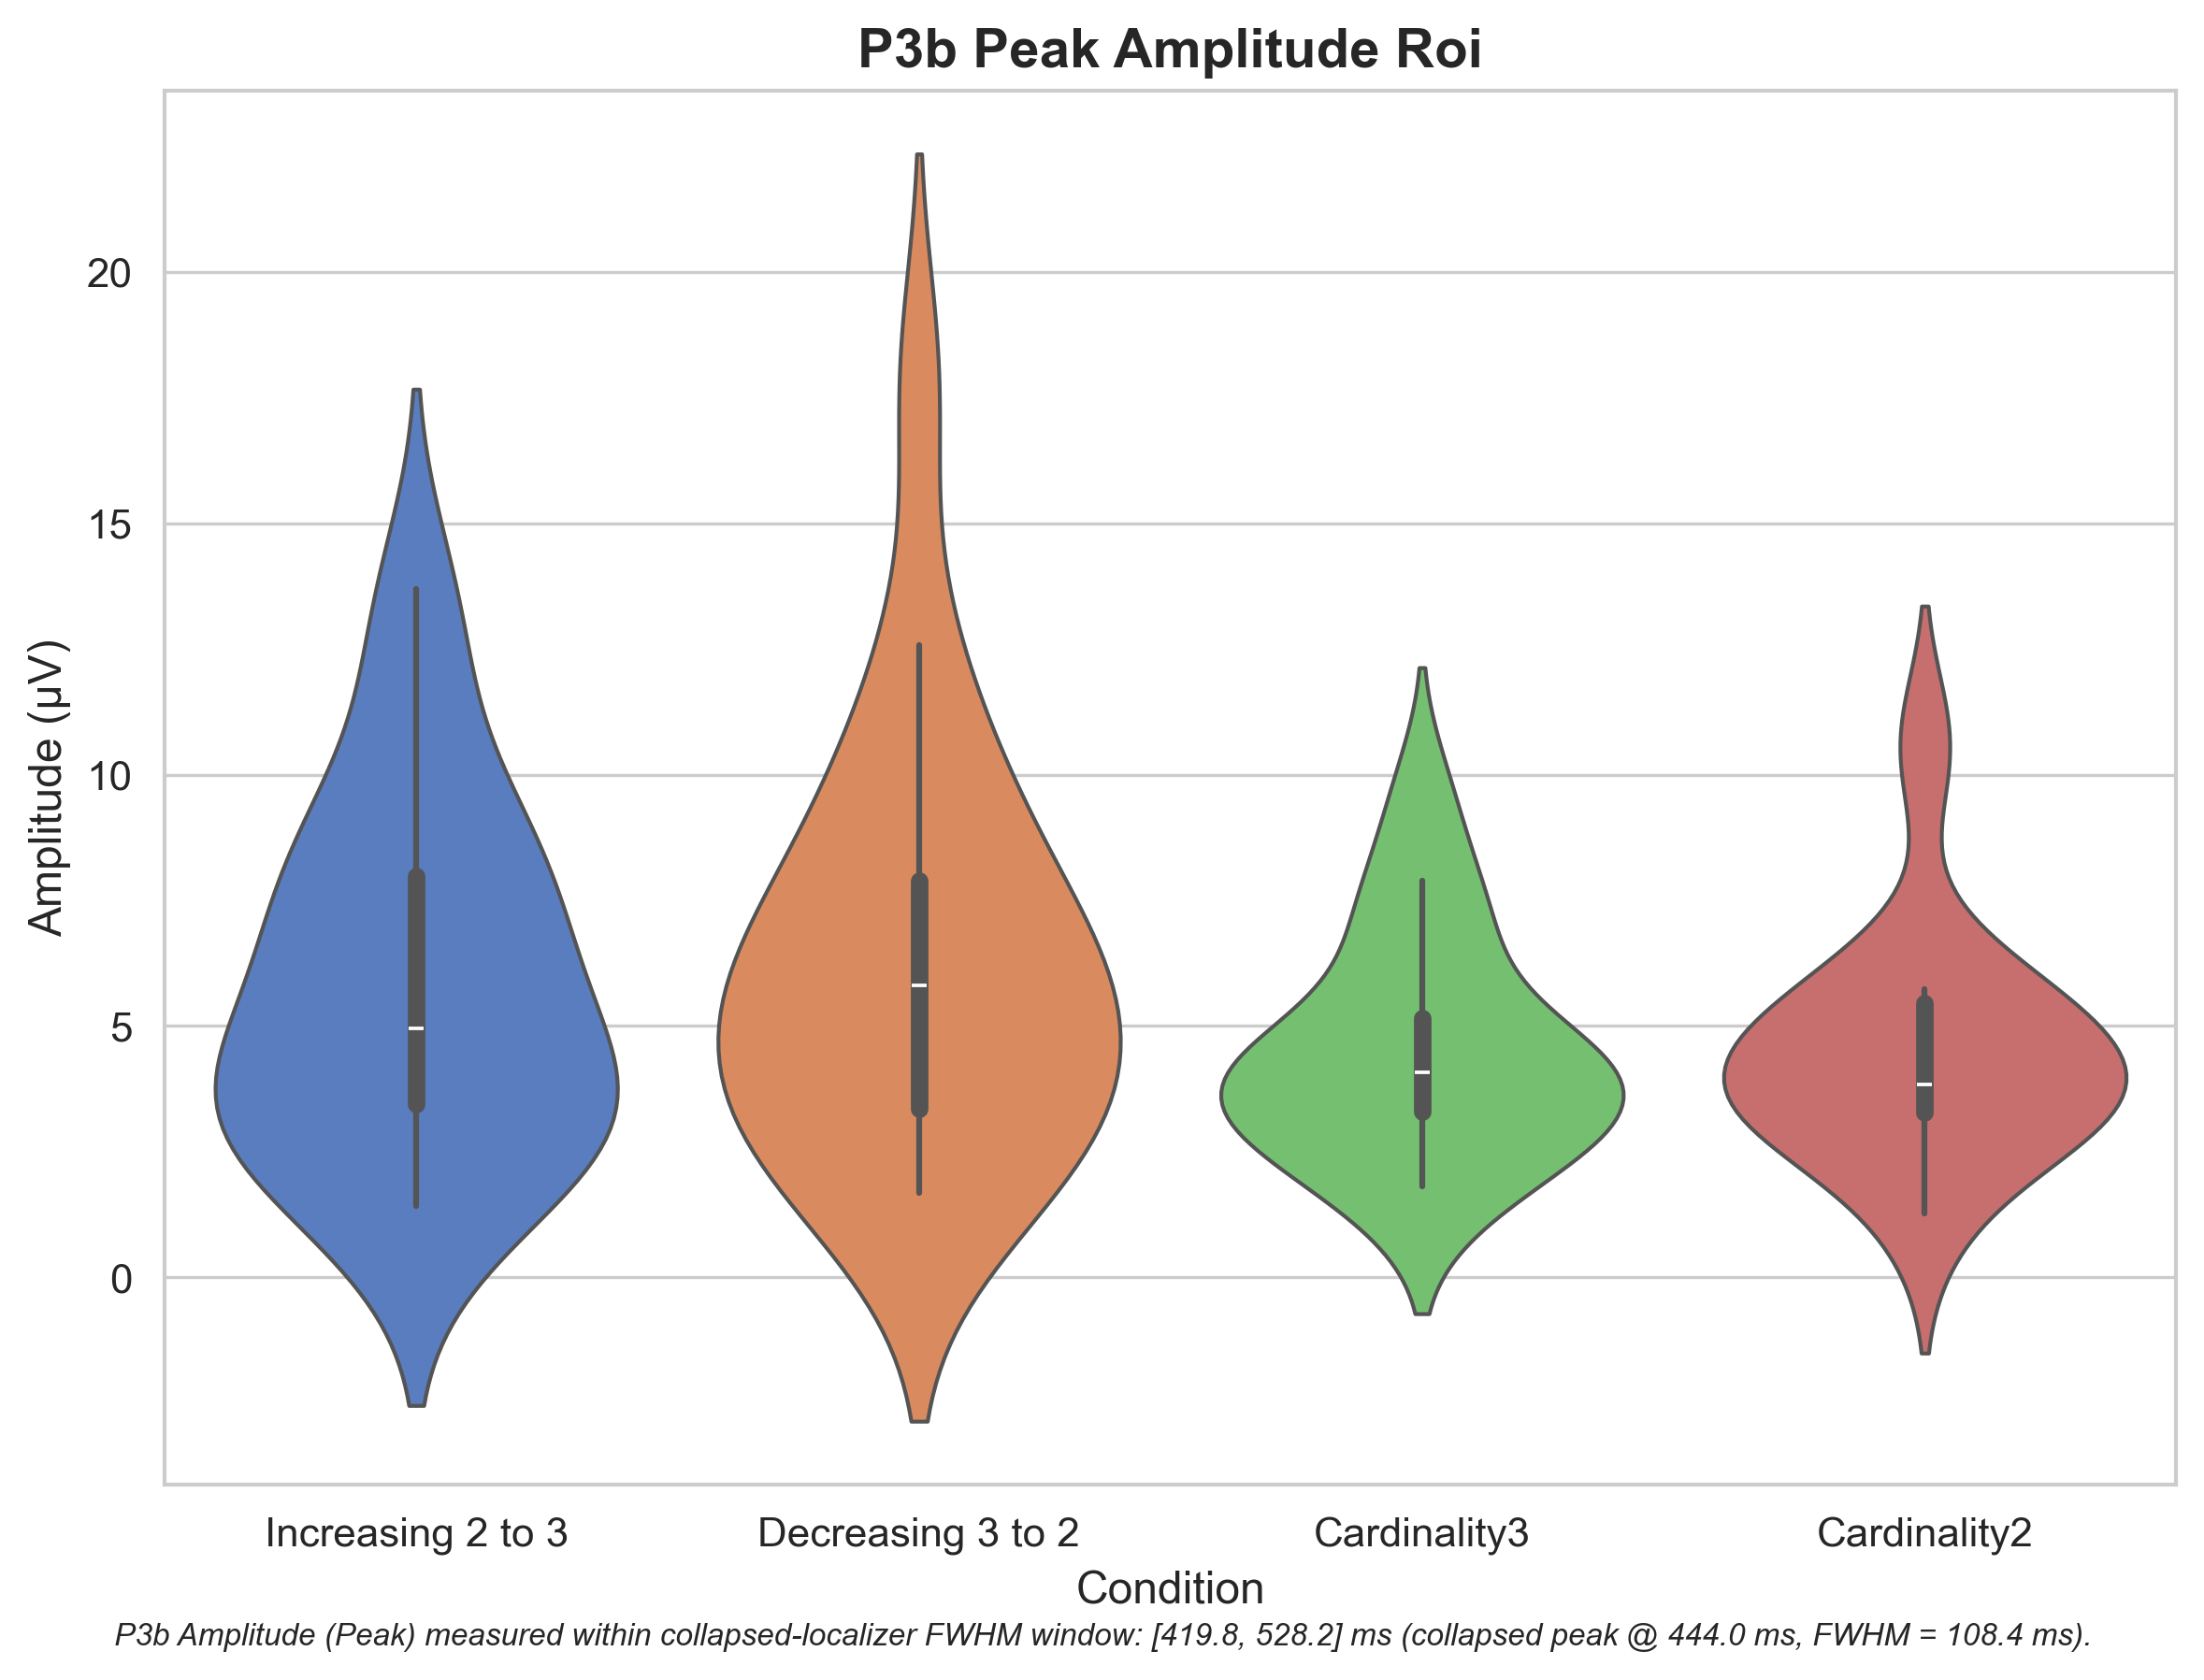 P3b Peak Amplitude Roi
Amplitude (μV)
20
15
10
5
0
Increasing 2 to 3
Decreasing 3 to 2
Cardinality3
Cardinality2
Condition
P3b Amplitude (Peak) measured within collapsed-localizer FWHM window: [419.8, 528.2] ms (collapsed peak @ 444.0 ms, FWHM = 108.4 ms).